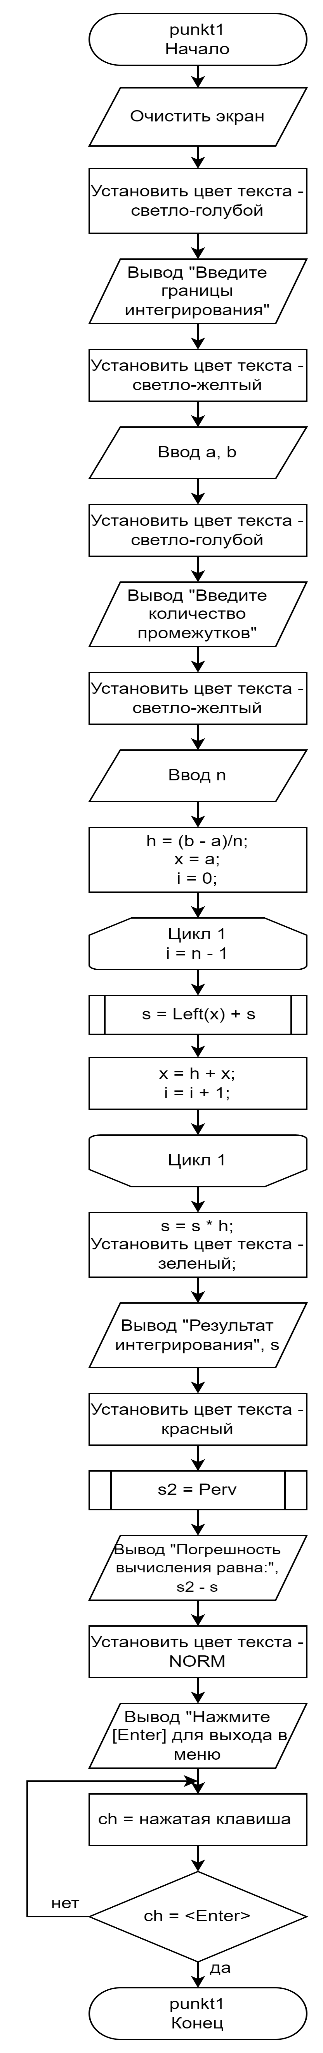 punkt1
Начало
Очистить экран
Установить цвет текста -
светло-голубой
Вывод "Введите
границы
интегрирования"
Установить цвет текста -
светло-желтый
Ввод a, b
Установить цвет текста -
светло-голубой
Вывод "Введите
количество
промежутков"
Установить цвет текста -
светло-желтый
Ввод n
h = (b - a)/n;
x = a;
i = 0;
Цикл 1
i = n - 1
s = Left(x) + s
x = h + x;
i = i + 1;
Цикл 1
s = s * h;
Установить цвет текста -
зеленый;
Вывод "Результат
интегрирования", s
Установить цвет текста -
красный
s2 = Perv
Вывод "Погрешность
вычисления равна:",
s2 - s
Установить цвет текста -
NORM
Вывод "Нажмите
[Enter] для выхода в
меню
ch = нажатая клавиша
нет
ch = <Enter>
да
punkt1
Конец